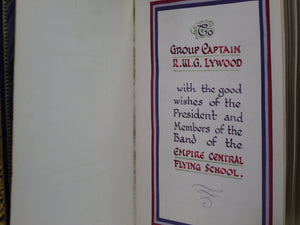 To
GROUP CAPTAIN
R.W.G. LYWOOD
with the good
wishes of the
President and
Members of the
Band of the
EMPIRE CENTRAL
FLYING SCHOOL.